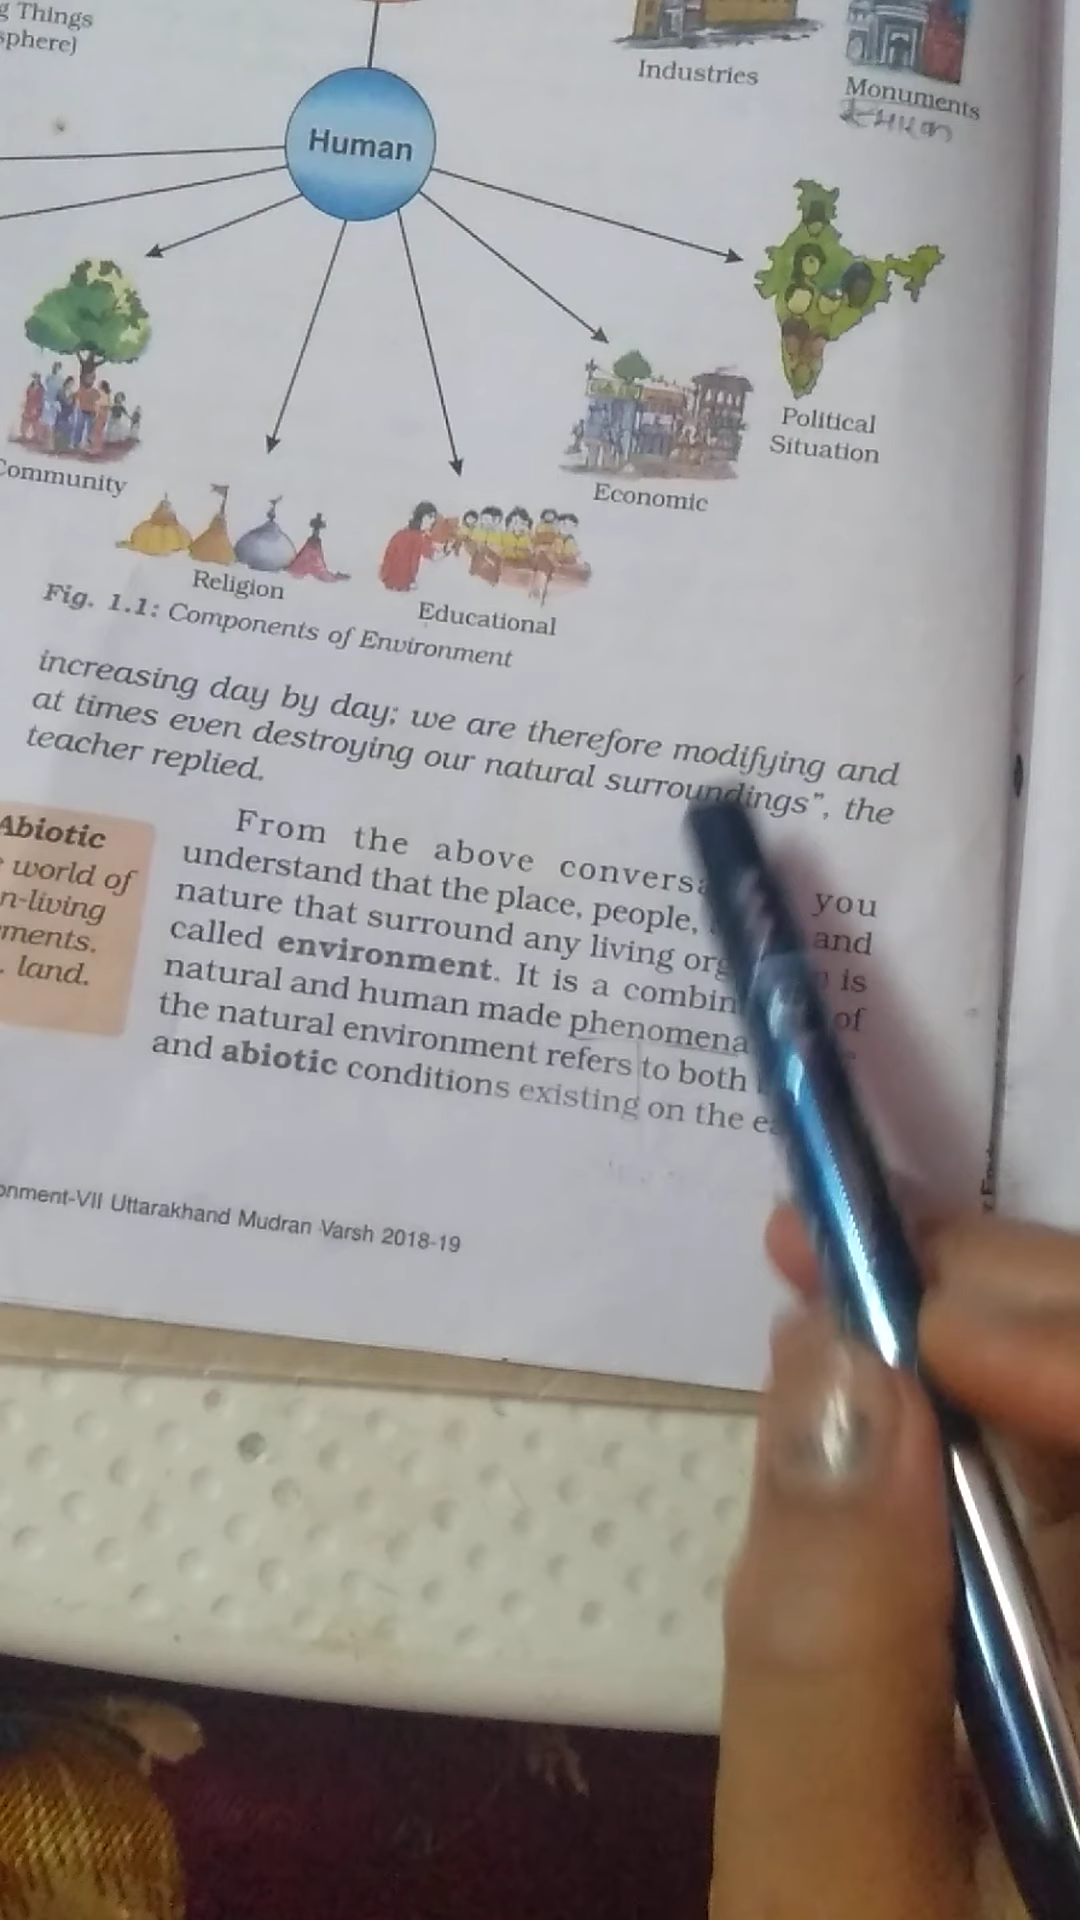 g Things
sphere)
Industries
Monuments
Human
Political
Situation
Economic
Community
Religion
Educational
Fig. 1.1: Components of Environment
increasing day by day; we are therefore modifying and
at times even destroying our natural surroundings”, the
teacher replied.
Abiotic
world of
n-living
ments.
. land.
From the above convers you
understand that the place, people, and
nature that surround any living org is
called environment. It is a combin of
natural and human made phenomena
the natural environment refers to both
and abiotic conditions existing on the ea
onment-VII Uttarakhand Mudran Varsh 2018-19